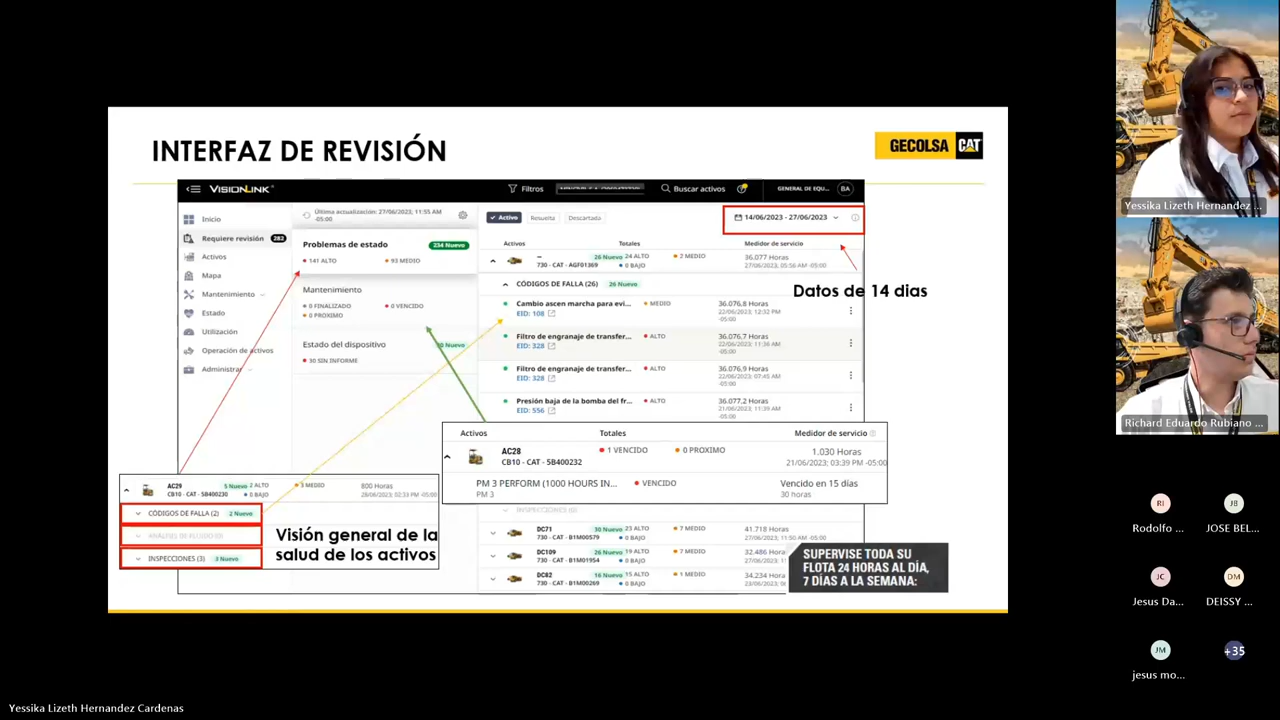 INTERFAZ DE REVISIÓN
GECOLSA CAT
VISIONLINK
Filtros
Buscar activos
GENERAL DE EQU...
BA
Inicio
Requiere revisión 282
Activos
Mapa
Mantenimiento
Estado
Utilización
Operación de activos
Administrar
Última actualización: 27/06/2023, 11:55 AM
-05:00
Problemas de estado 234 Nuevo
141 ALTO 93 MEDIO
Mantenimiento
0 FINALIZADO 0 VENCIDO
0 PROXIMO
Estado del dispositivo
30 SIN INFORME
Activo Resuelta Descartada
14/06/2023 - 27/06/2023
Activos Totales Medidor de servicio
-- 26 Nuevo 24 ALTO 2 MEDIO 36.077 Horas
730 - CAT - AGF01369 0 BAJO 27/06/2023, 05:56 AM -05:00
CÓDIGOS DE FALLA (26) 26 Nuevo
Cambio ascen marcha para evi... MEDIO 36.076,8 Horas
EID: 108 22/06/2023; 12:32 PM
-05:00
Filtro de engranaje de transfer... ALTO 36.076,7 Horas
EID: 328 22/06/2023; 11:36 AM
-05:00
Filtro de engranaje de transfer... ALTO 36.076,9 Horas
EID: 328 22/06/2023; 07:45 AM
-05:00
Presión baja de la bomba del fr... ALTO 36.077,2 Horas
EID: 556 21/06/2023; 11:39 AM
-05:00
Datos de 14 dias
Activos Totales Medidor de servicio
AC28 1 VENCIDO 0 PROXIMO 1.030 Horas
CB10 - CAT - 5B400232 21/06/2023; 03:39 PM -05:00
PM 3 PERFORM (1000 HOURS IN... VENCIDO Vencido en 15 días
PM 3 30 horas
INSPECCIONES (0)
DC71 30 Nuevo 23 ALTO 7 MEDIO 41.718 Horas
730 - CAT - B1M00579 0 BAJO 27/06/2023, 11:50 AM -05:00
DC109 26 Nuevo 19 ALTO 7 MEDIO 32.486 Horas
730 - CAT - B1M01954 0 BAJO
DC82 16 Nuevo 15 ALTO 1 MEDIO 34.234 Horas
730 - CAT - B1M00269 0 BAJO
AC29 5 Nuevo 2 ALTO 3 MEDIO 800 Horas
CB10 - CAT - 5B400230 0 BAJO 28/06/2023; 02:33 PM -05:00
CÓDIGOS DE FALLA (2) 2 Nuevo
INSPECCIONES (3) 3 Nuevo
Visión general de la
salud de los activos
SUPERVISE TODA SU
FLOTA 24 HORAS AL DÍA,
7 DÍAS A LA SEMANA:
Yessika Lizeth Hernandez ...
Richard Eduardo Rubiano ...
RI
Rodolfo ...
JB
JOSE BEL...
JC
Jesus Da...
DM
DEISSY ...
JM
jesus mo...
+35
Yessika Lizeth Hernandez Cardenas